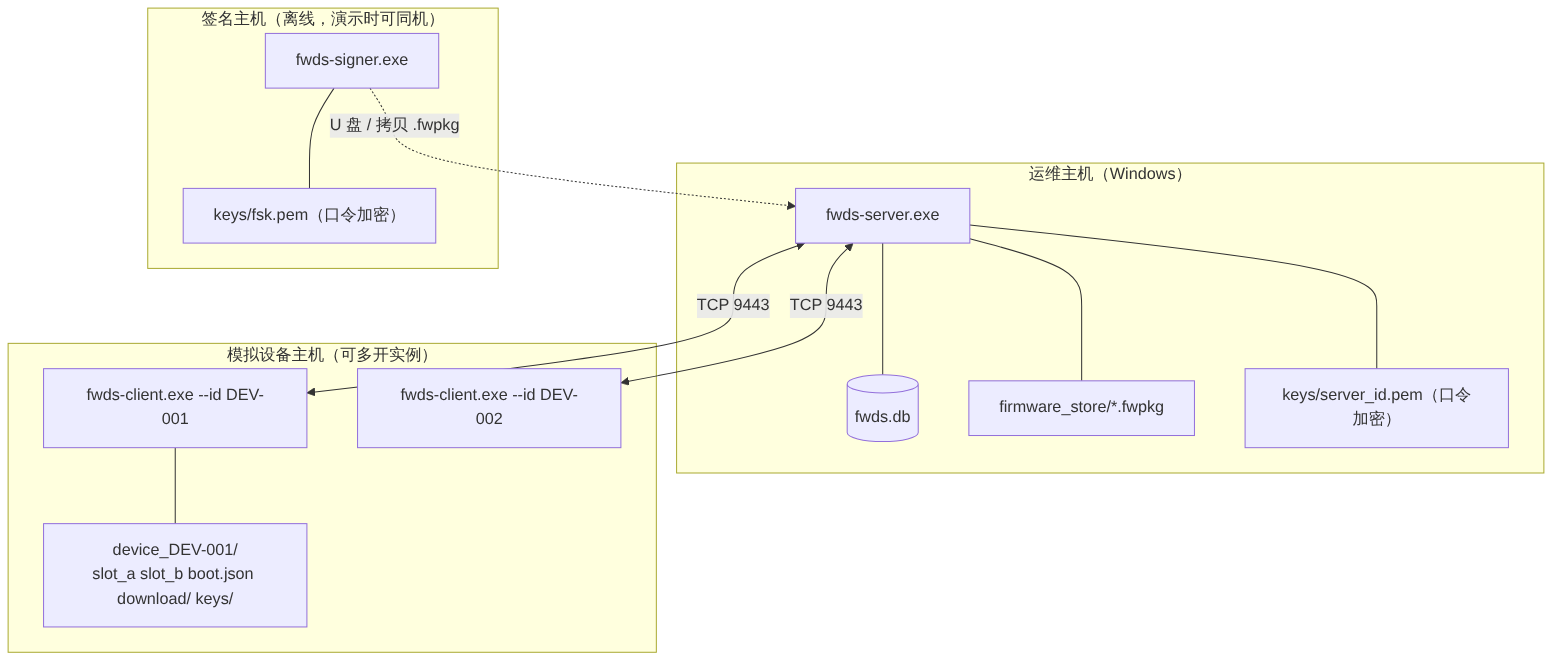 签名主机（离线，演示时可同机）
fwds-signer.exe
U 盘 / 拷贝 .fwpkg
keys/fsk.pem（口令加密）
运维主机（Windows）
fwds-server.exe
TCP 9443
TCP 9443
fwds.db
firmware_store/*.fwpkg
keys/server_id.pem（口令
加密）
模拟设备主机（可多开实例）
fwds-client.exe --id DEV-
001
fwds-client.exe --id DEV-
002
device_DEV-001/
slot_a slot_b boot.json
download/ keys/